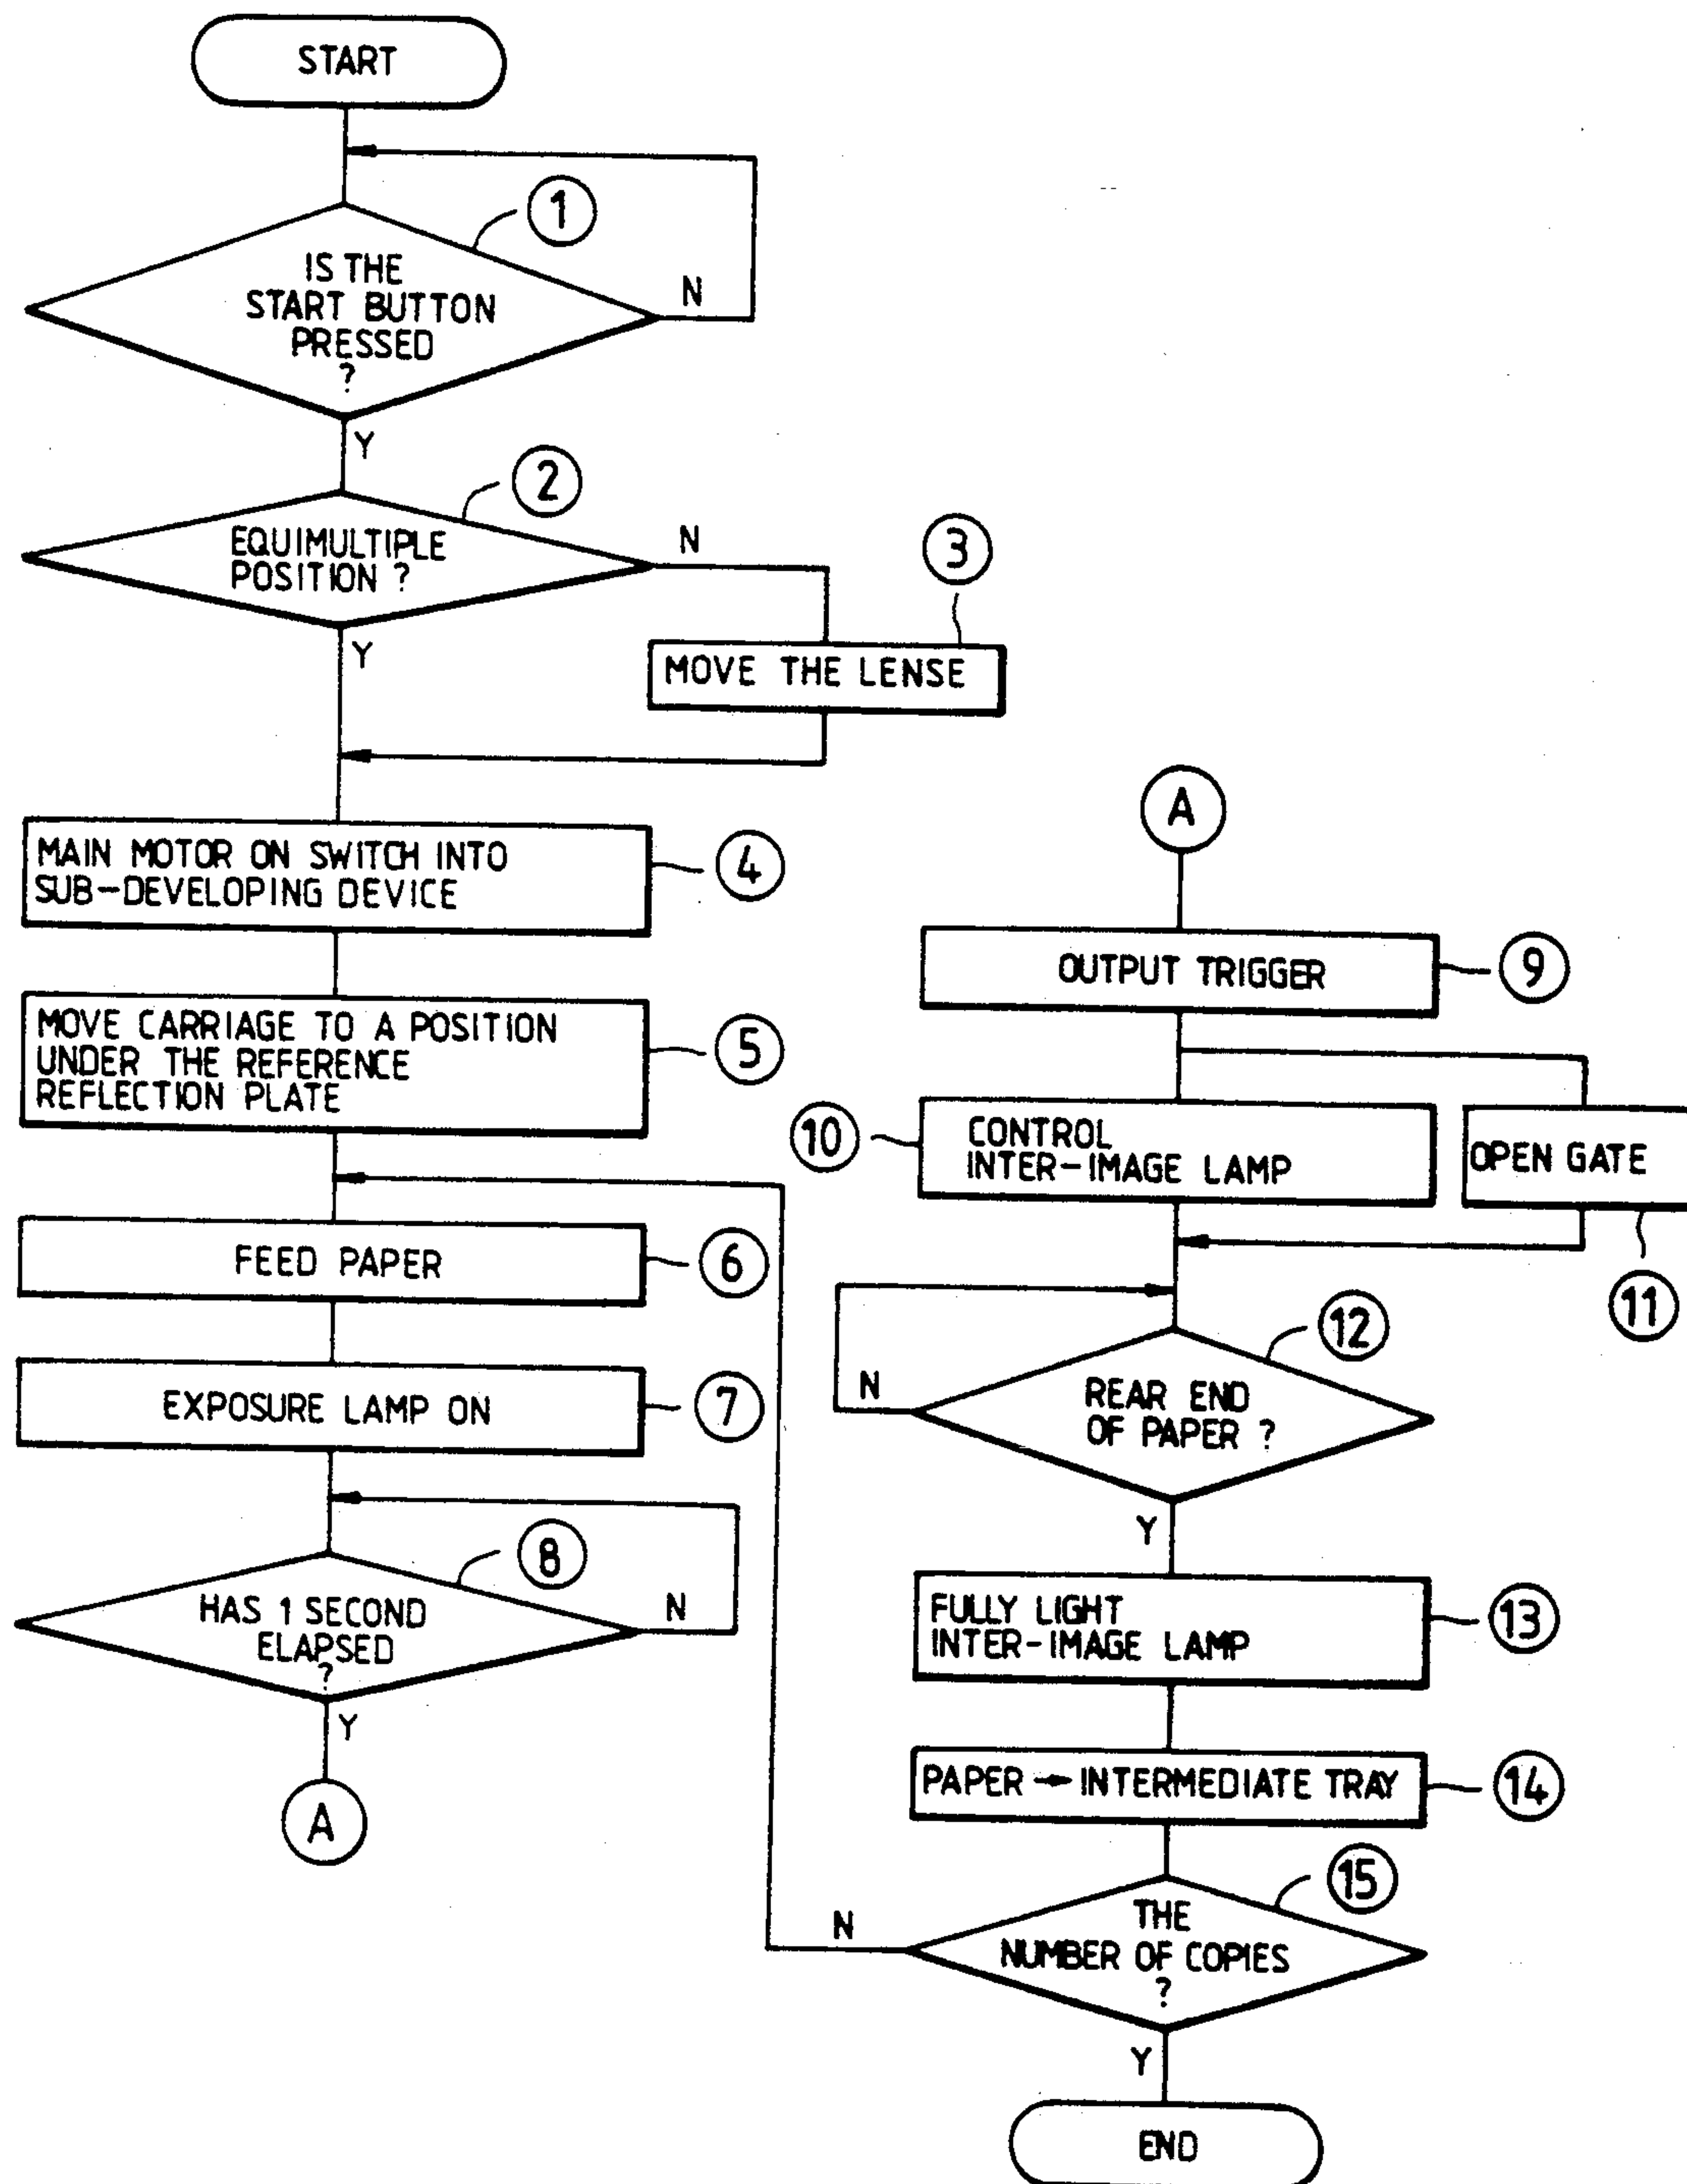 START
1
IS THE
START BUTTON
PRESSED
?
N
Y
2
EQUIMULTIPLE
POSITION ?
N
3
MOVE THE LENSE
Y
MAIN MOTOR ON SWITCH INTO
SUB-DEVELOPING DEVICE
4
MOVE CARRIAGE TO A POSITION
UNDER THE REFERENCE
REFLECTION PLATE
5
FEED PAPER
6
EXPOSURE LAMP ON
7
8
HAS 1 SECOND
ELAPSED
?
N
Y
A
A
OUTPUT TRIGGER
9
10
CONTROL
INTER-IMAGE LAMP
OPEN GATE
11
12
N
REAR END
OF PAPER ?
Y
FULLY LIGHT
INTER-IMAGE LAMP
13
PAPER → INTERMEDIATE TRAY
14
15
N
THE
NUMBER OF COPIES
?
Y
END